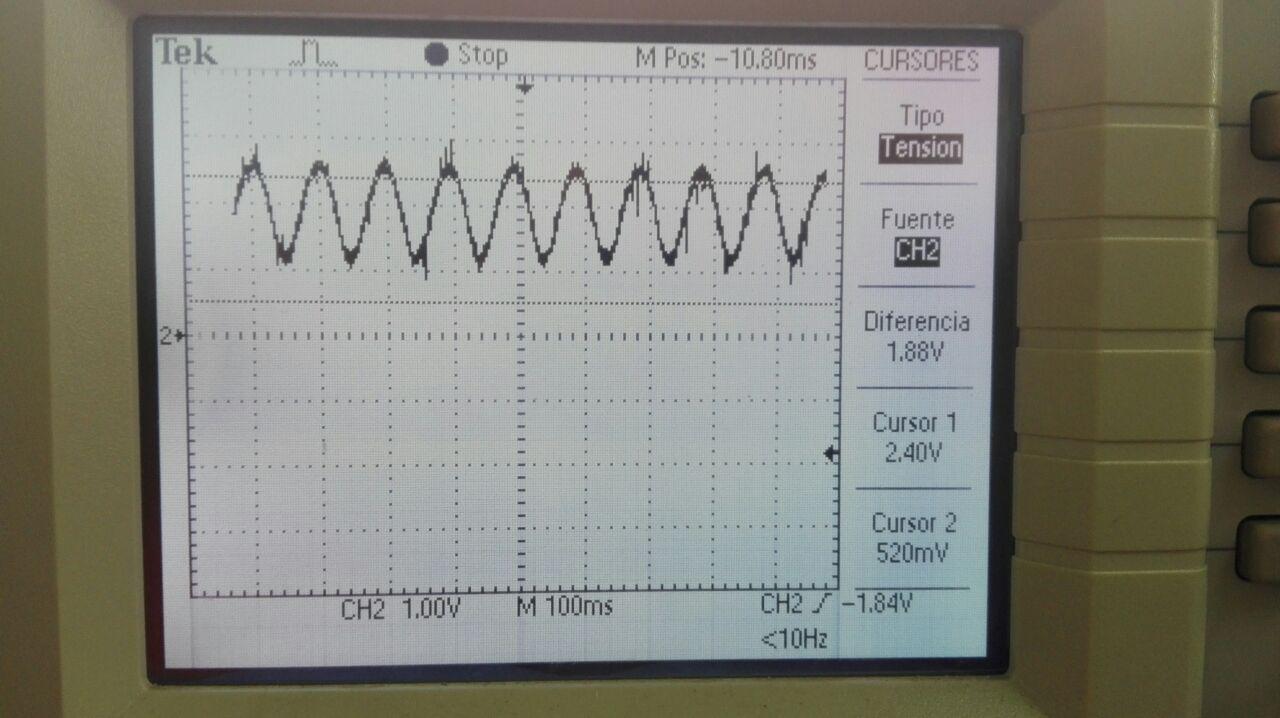 Tek
Stop
M Pos: -10.80ms
CURSORES
Tipo
Tension
Fuente
CH2
Diferencia
1.88V
Cursor 1
2.40V
Cursor 2
520mV
2
CH2 1.00V
M 100ms
CH2 -1.84V
<10Hz